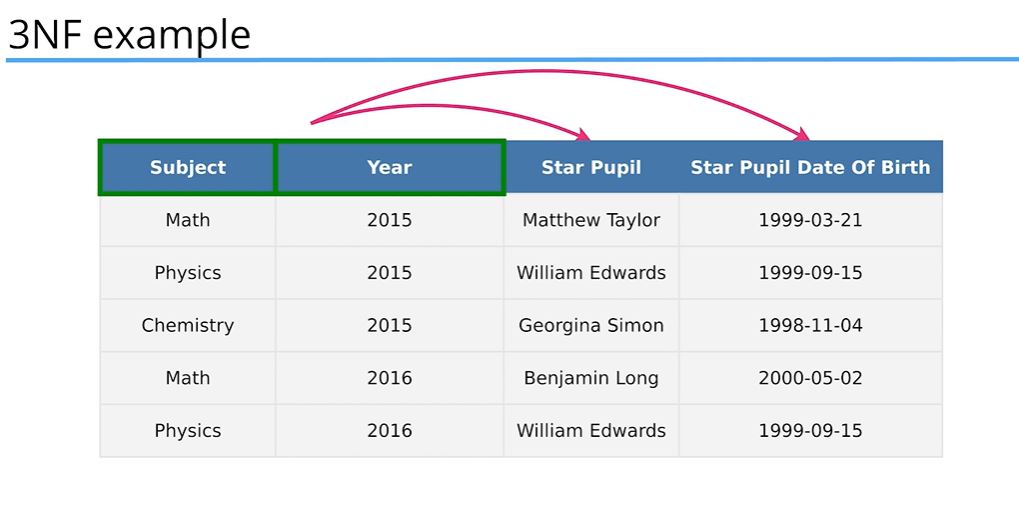 3NF example
Subject Year Star Pupil Star Pupil Date Of Birth
Math 2015 Matthew Taylor 1999-03-21
Physics 2015 William Edwards 1999-09-15
Chemistry 2015 Georgina Simon 1998-11-04
Math 2016 Benjamin Long 2000-05-02
Physics 2016 William Edwards 1999-09-15